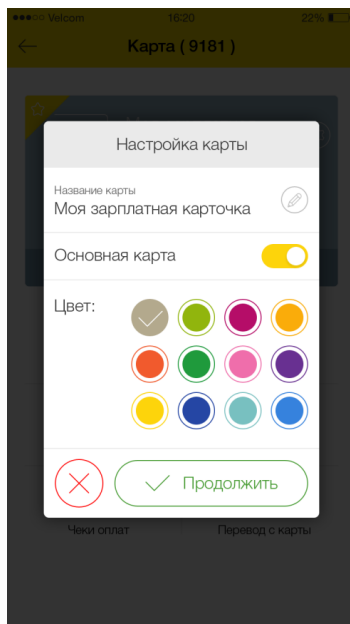 Velcom 16:20 22%
Карта ( 9181 )
Настройка карты
Название карты
Моя зарплатная карточка
Основная карта
Цвет:
Продолжить
Чеки оплат Перевод с карты